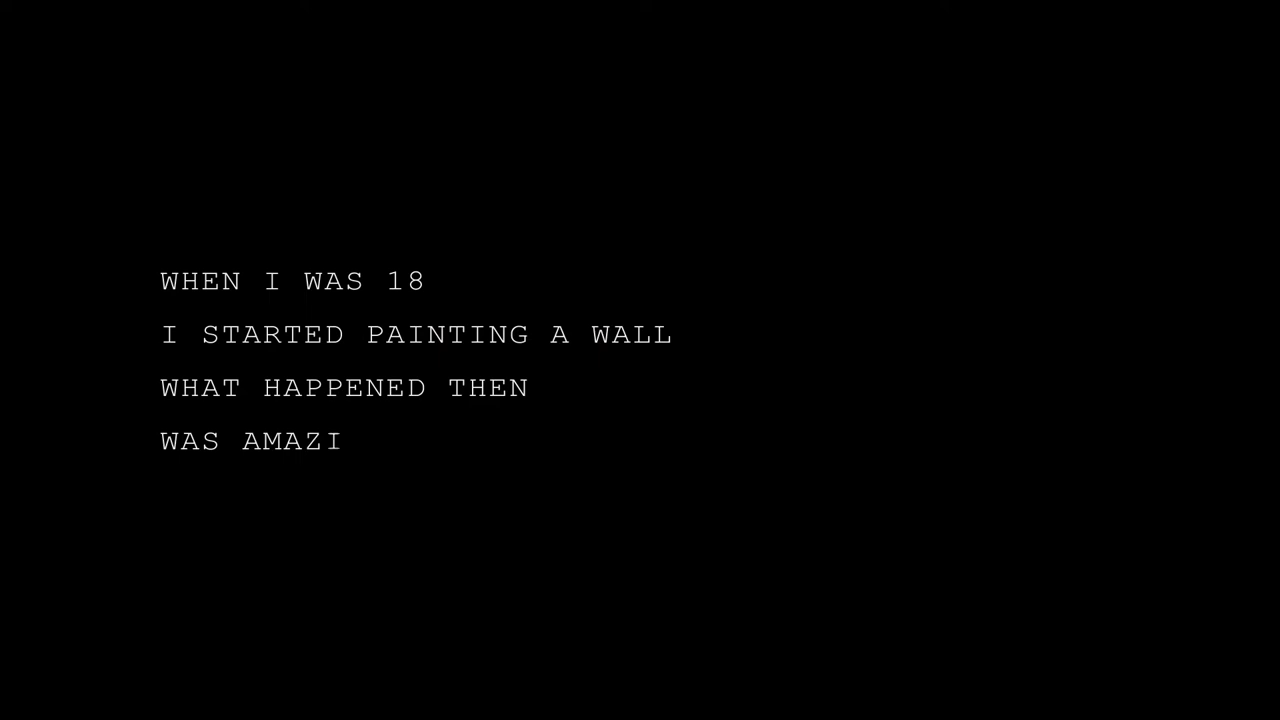 WHEN I WAS 18
I STARTED PAINTING A WALL
WHAT HAPPENED THEN
WAS AMAZI